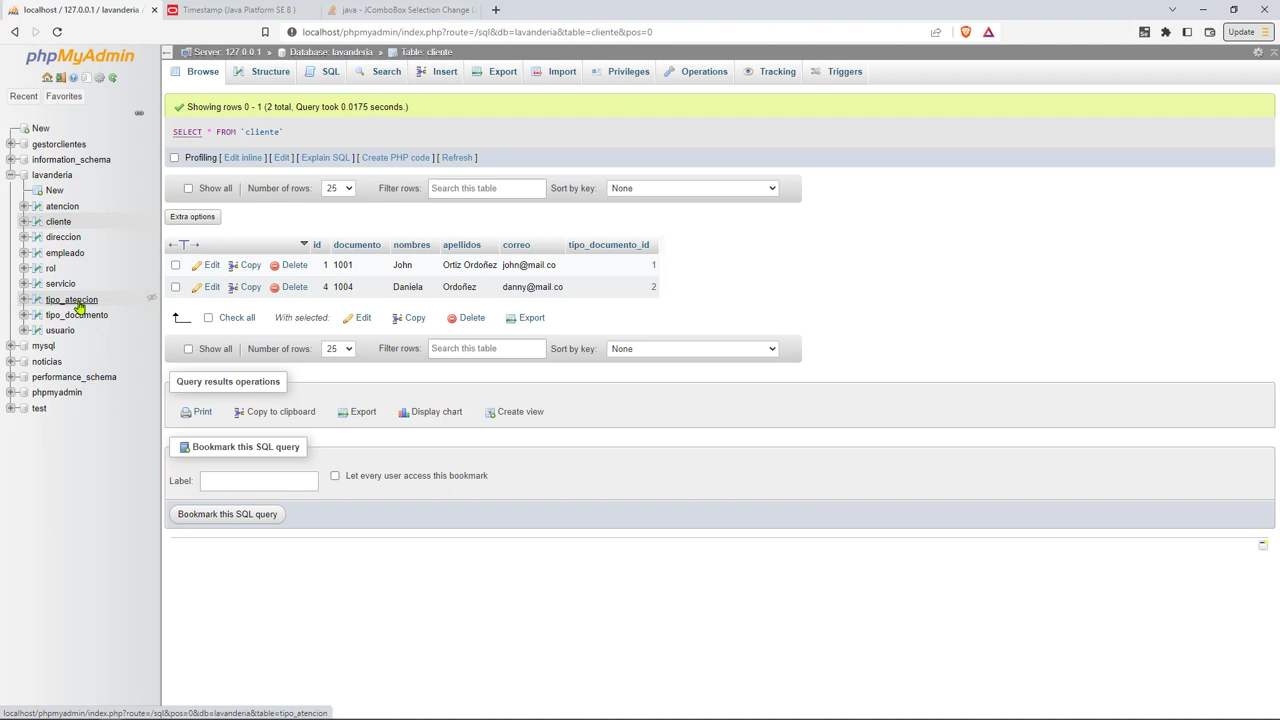 localhost / 127.0.0.1 / lavanderia
Timestamp (Java Platform SE 8 )
java - JComboBox Selection Change L
localhost/phpmyadmin/index.php?route=/sql&db=lavanderia&table=cliente&pos=0
Update
phpMyAdmin
Recent
Favorites
New
gestorclientes
information_schema
lavanderia
New
atencion
cliente
direccion
empleado
rol
servicio
tipo_atencion
tipo_documento
usuario
mysql
noticias
performance_schema
phpmyadmin
test
Server: 127.0.0.1 » Database: lavanderia » Table: cliente
Browse Structure SQL Search Insert Export Import Privileges Operations Tracking Triggers
Showing rows 0 - 1 (2 total, Query took 0.0175 seconds.)
SELECT * FROM `cliente`
Profiling [ Edit inline ] [ Edit ] [ Explain SQL ] [ Create PHP code ] [ Refresh ]
Show all Number of rows: 25 Filter rows: Search this table Sort by key: None
Extra options
id documento nombres apellidos correo tipo_documento_id
Edit Copy Delete 1 1001 John Ortiz Ordoñez john@mail.co 1
Edit Copy Delete 4 1004 Daniela Ordoñez danny@mail.co 2
Check all With selected: Edit Copy Delete Export
Show all Number of rows: 25 Filter rows: Search this table Sort by key: None
Query results operations
Print Copy to clipboard Export Display chart Create view
Bookmark this SQL query
Label: Let every user access this bookmark
Bookmark this SQL query
localhost/phpmyadmin/index.php?route=/sql&pos=0&db=lavanderia&table=tipo_atencion